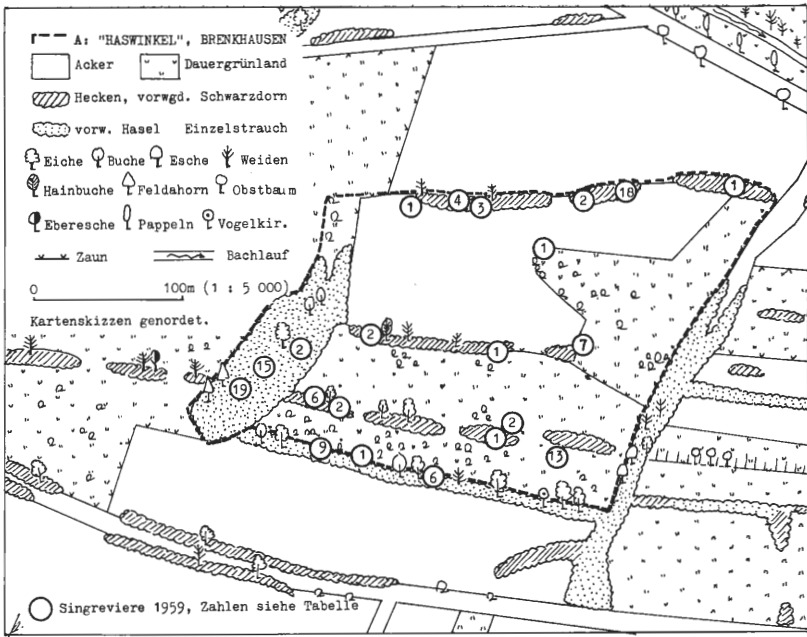 A: "HASWINKEL", BRENKHAUSEN
Acker Dauergrünland
Hecken, vorwgd. Schwarzdorn
vorw. Hasel Einzelstrauch
Eiche Buche Esche Weiden
Hainbuche Feldahorn Obstbaum
Eberesche Pappeln Vogelkir.
Zaun Bachlauf
0 100m (1 : 5 000)
Kartenskizzen genordet.
1 4 3 2 18 1
1
2 1 7
2
15
19
6 2
2
1
9 1 6 13
Singreviere 1959, Zahlen siehe Tabelle